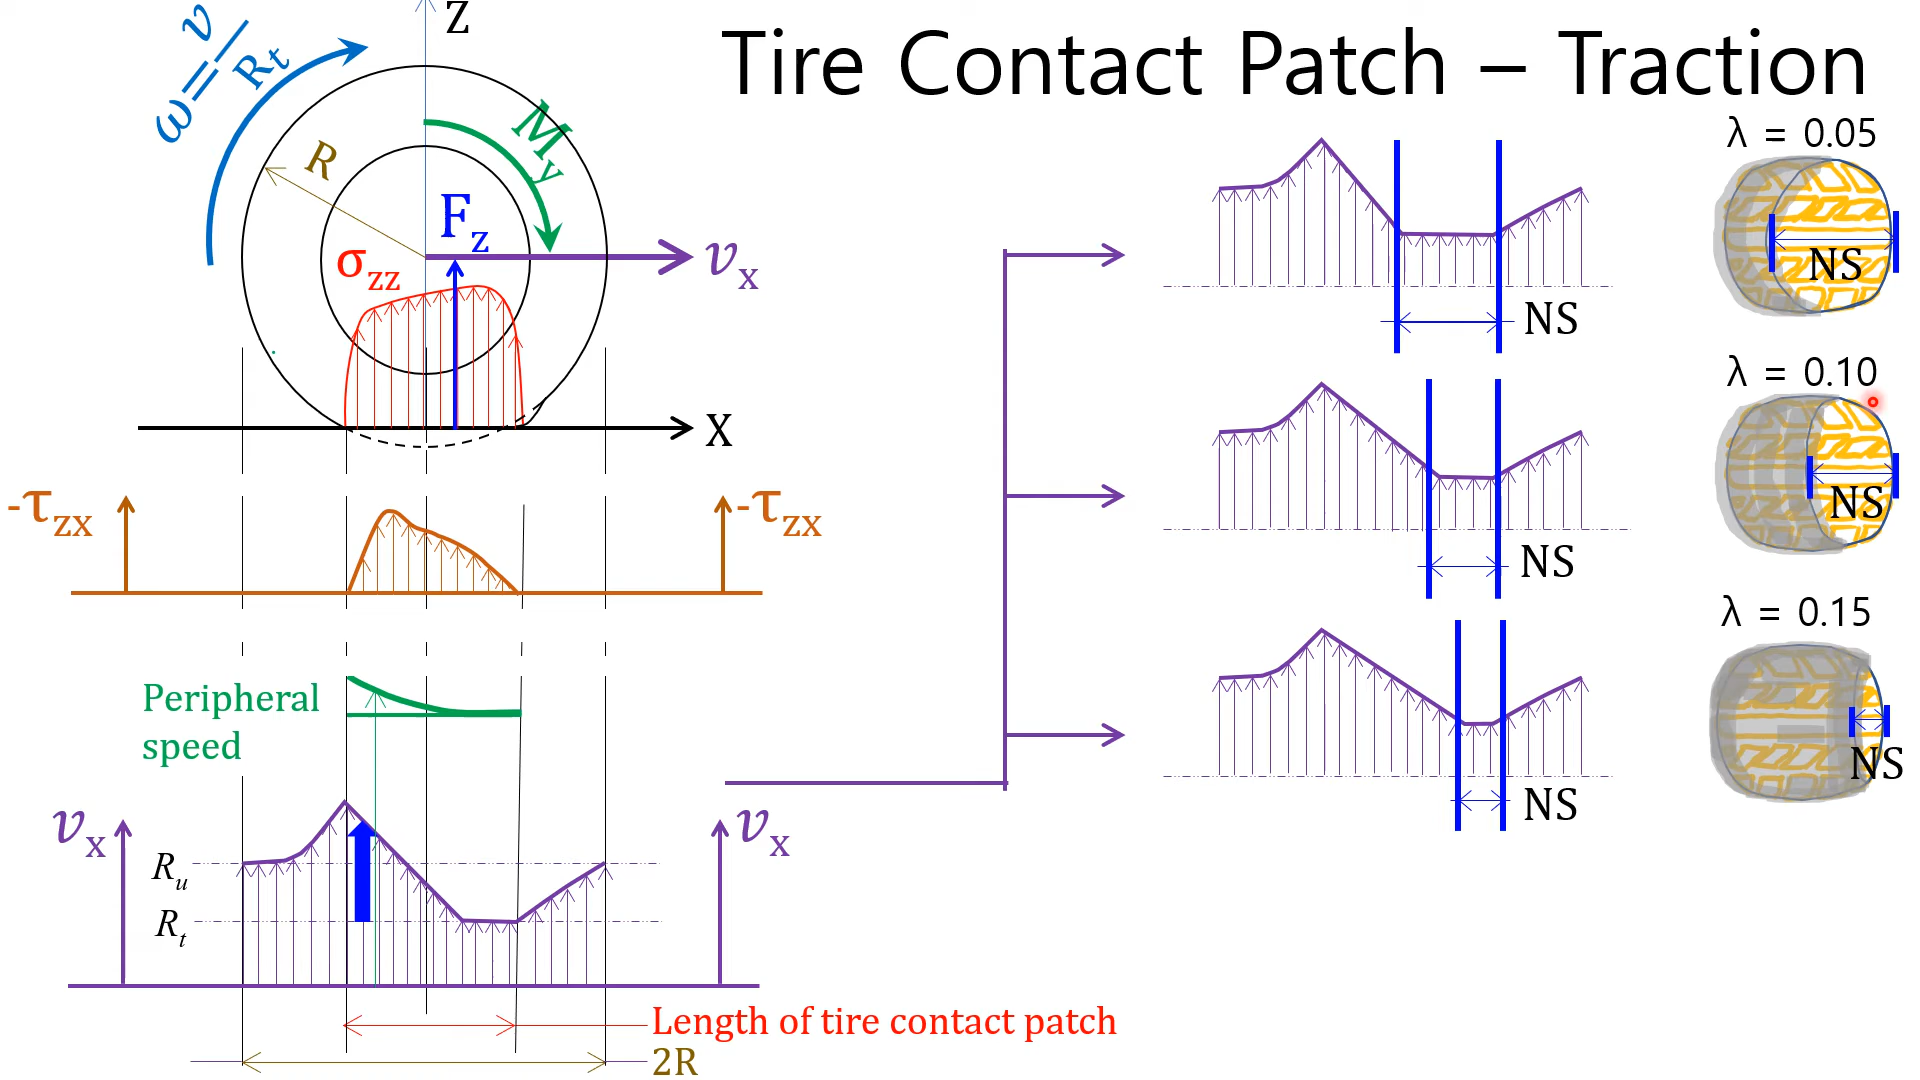 Tire Contact Patch – Traction
Z
ω=v/Rt
My
R
Fz
σzz
vx
X
-τzx
-τzx
Peripheral
speed
vx
vx
Ru
Rt
Length of tire contact patch
2R
NS
NS
NS
λ = 0.05
NS
λ = 0.10
NS
λ = 0.15
NS